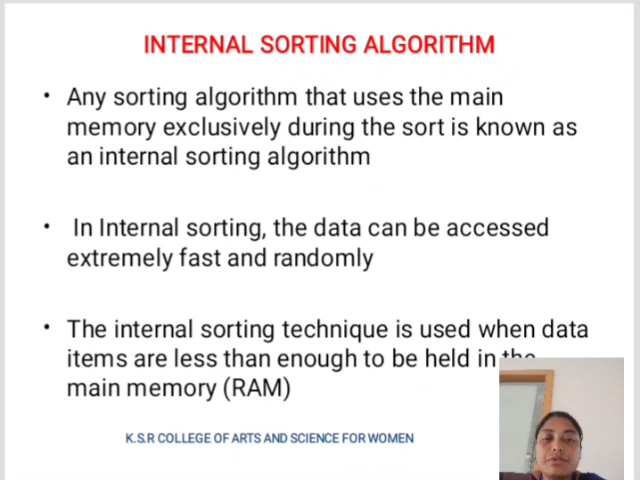 INTERNAL SORTING ALGORITHM
• Any sorting algorithm that uses the main
memory exclusively during the sort is known as
an internal sorting algorithm
• In Internal sorting, the data can be accessed
extremely fast and randomly
• The internal sorting technique is used when data
items are less than enough to be held in the
main memory (RAM)
K.S.R COLLEGE OF ARTS AND SCIENCE FOR WOMEN